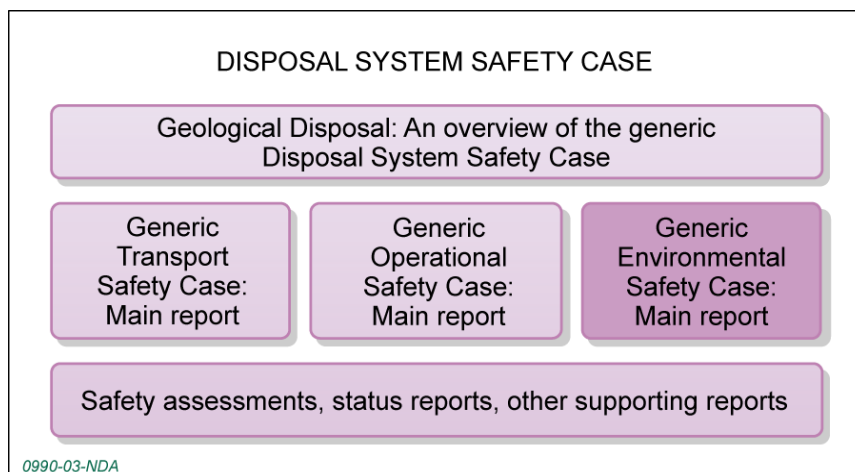 DISPOSAL SYSTEM SAFETY CASE
Geological Disposal: An overview of the generic
Disposal System Safety Case
Generic
Transport
Safety Case:
Main report
Generic
Operational
Safety Case:
Main report
Generic
Environmental
Safety Case:
Main report
Safety assessments, status reports, other supporting reports
0990-03-NDA